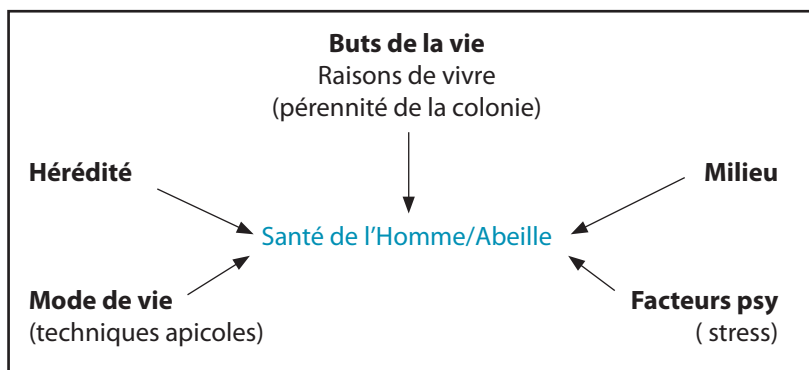 Buts de la vie
Raisons de vivre
(pérennité de la colonie)
Hérédité
Milieu
Santé de l'Homme/Abeille
Mode de vie
(techniques apicoles)
Facteurs psy
( stress)